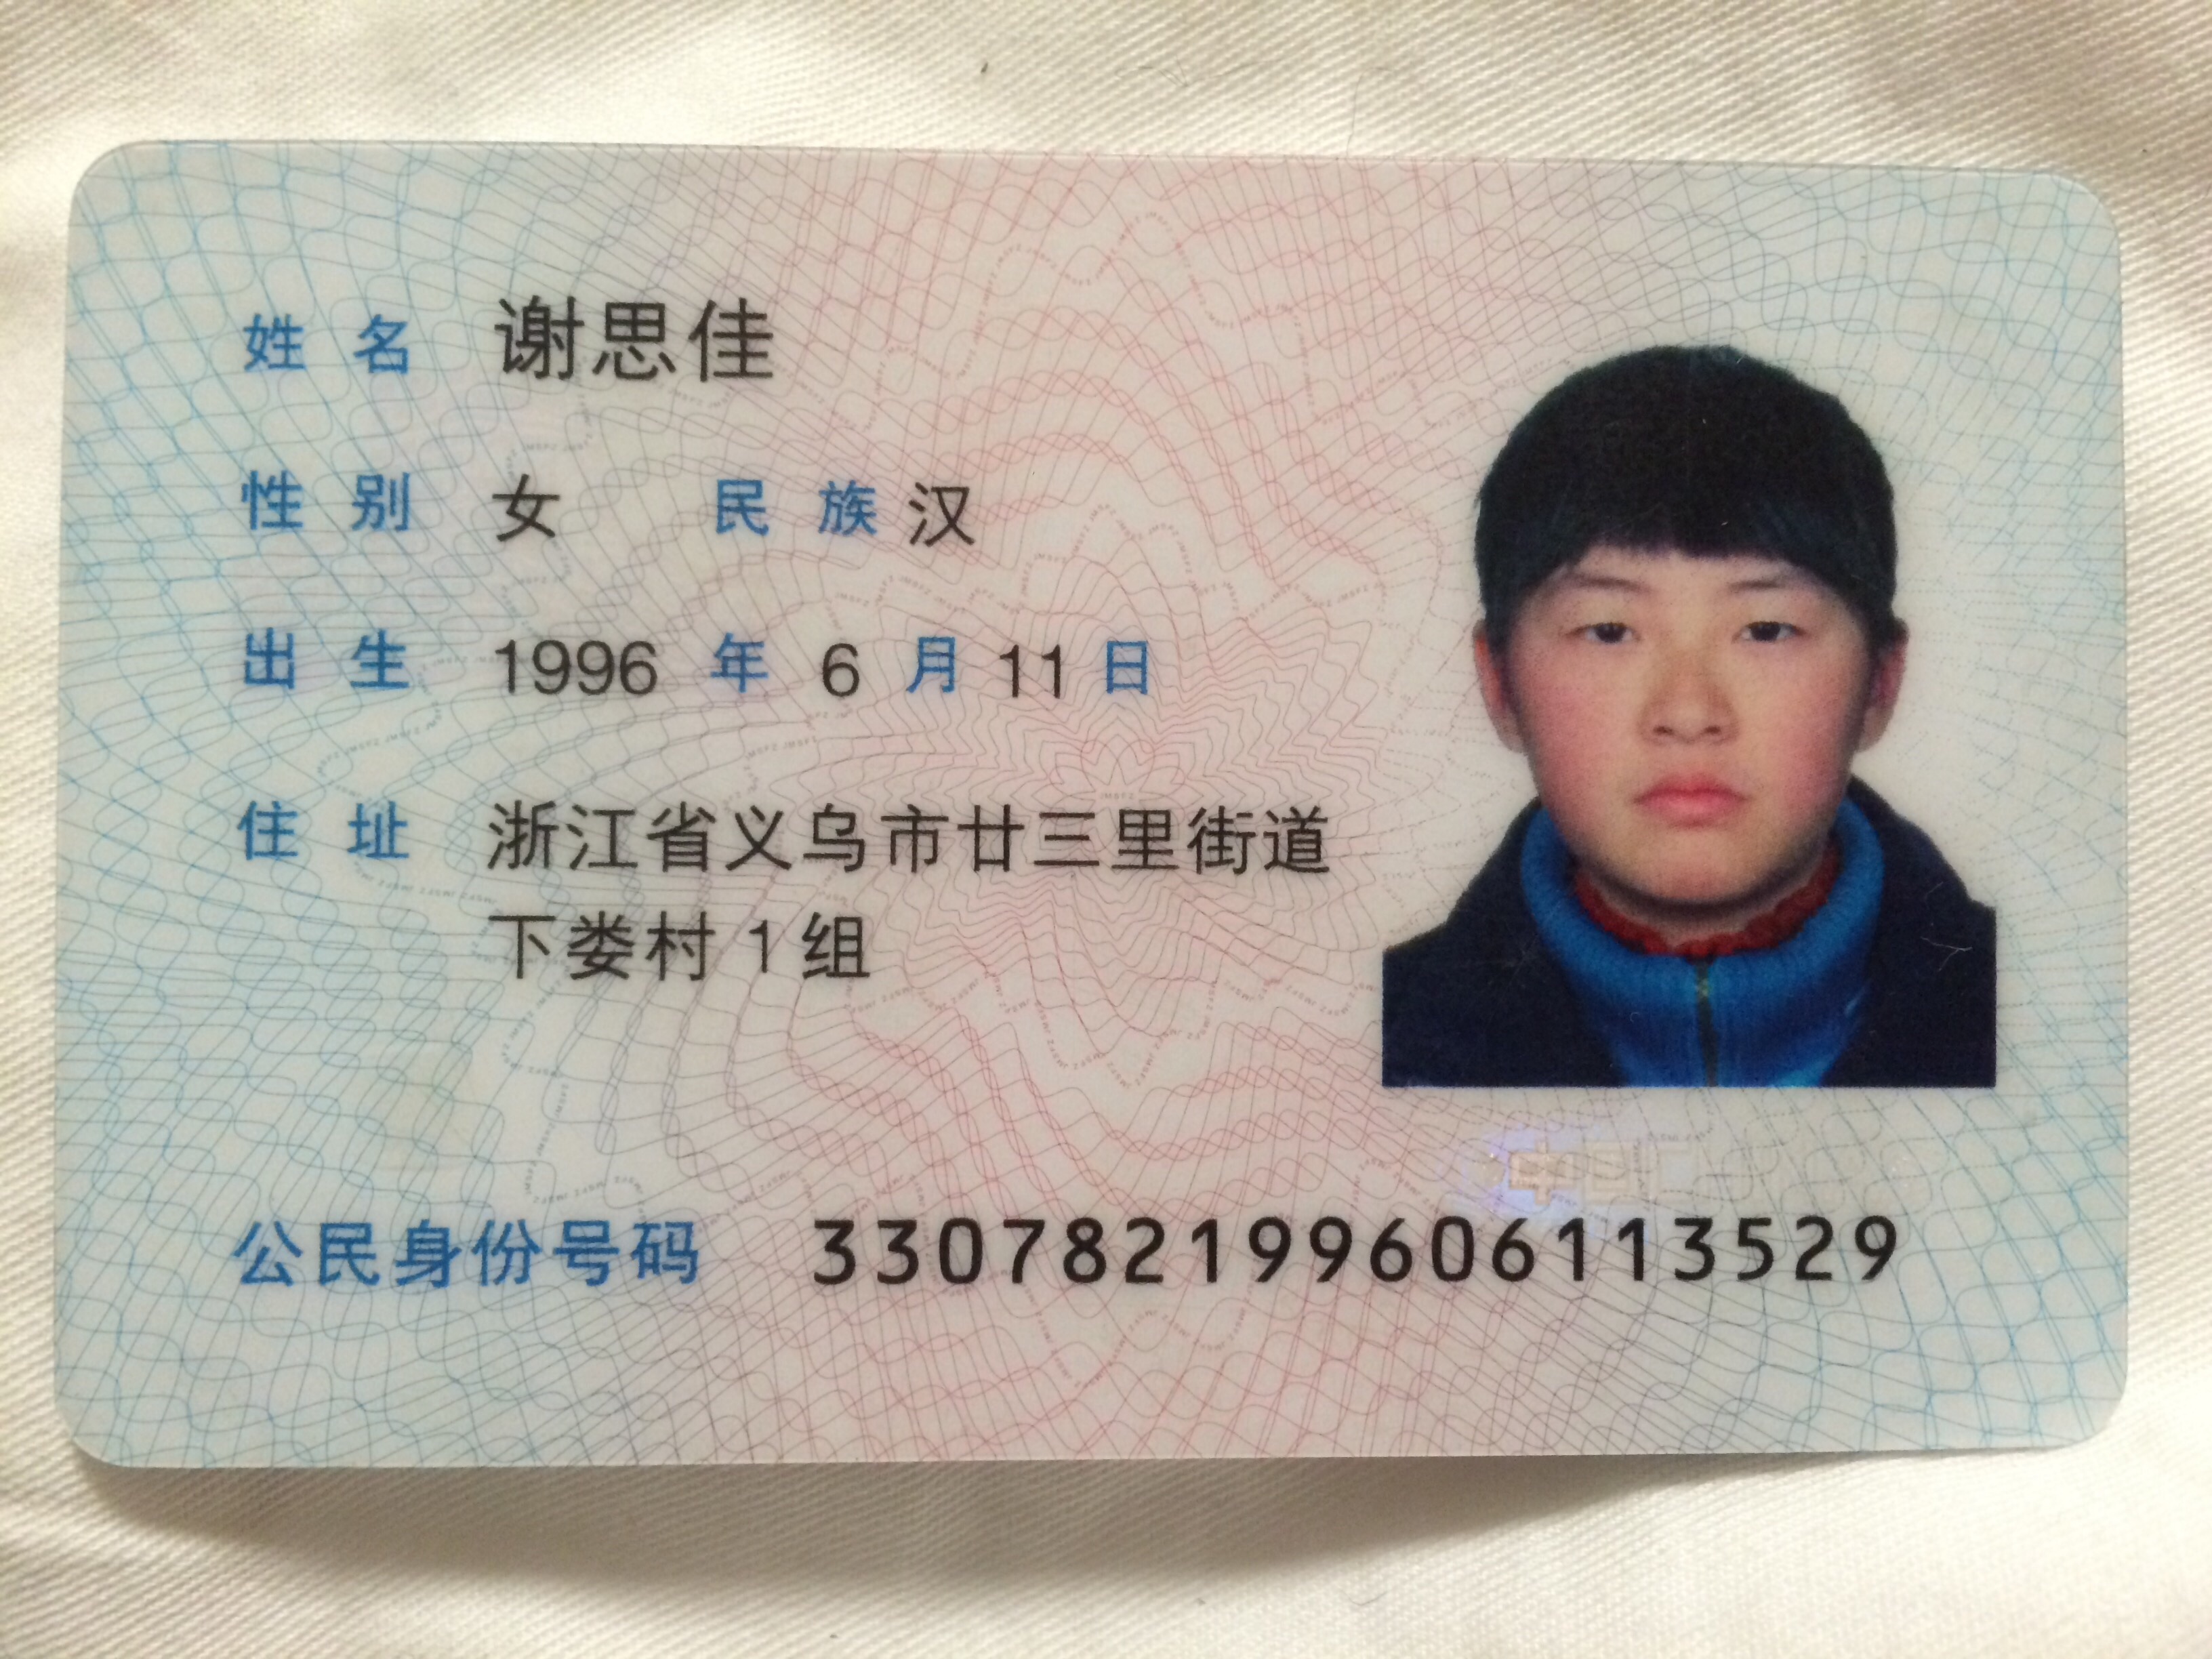 姓名 谢思佳
性别 女 民族 汉
出生 1996 年 6 月 11 日
住址 浙江省义乌市廿三里街道
下娄村1组
中国
公民身份号码 330782199606113529